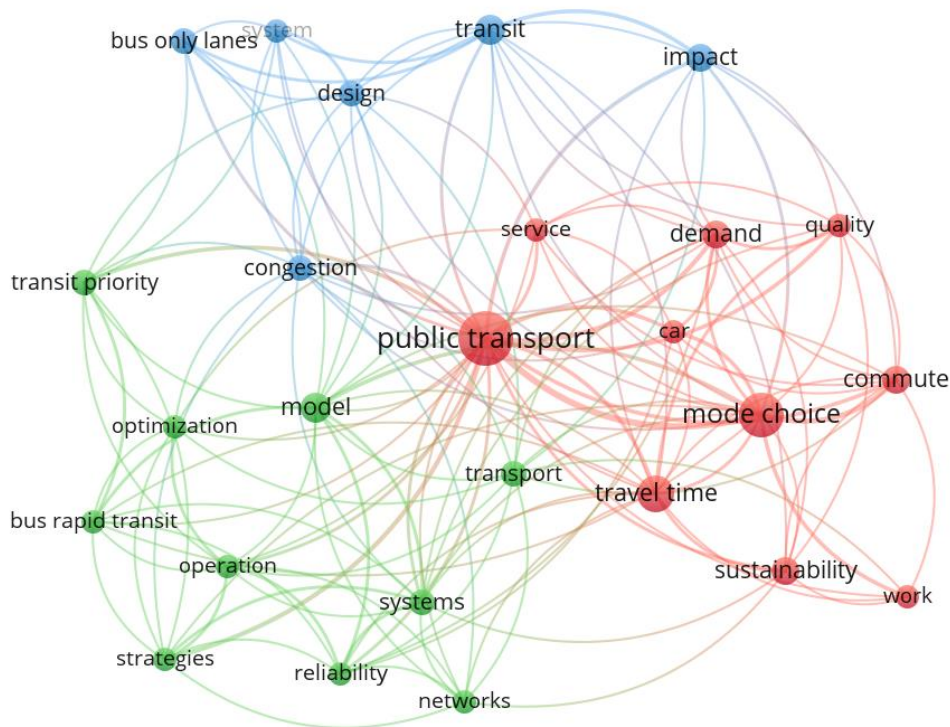 transit
system
bus only lanes
impact
design
quality
service
demand
congestion
transit priority
car
public transport
commute
model
mode choice
optimization
transport
travel time
bus rapid transit
operation
sustainability
work
systems
strategies
reliability
networks